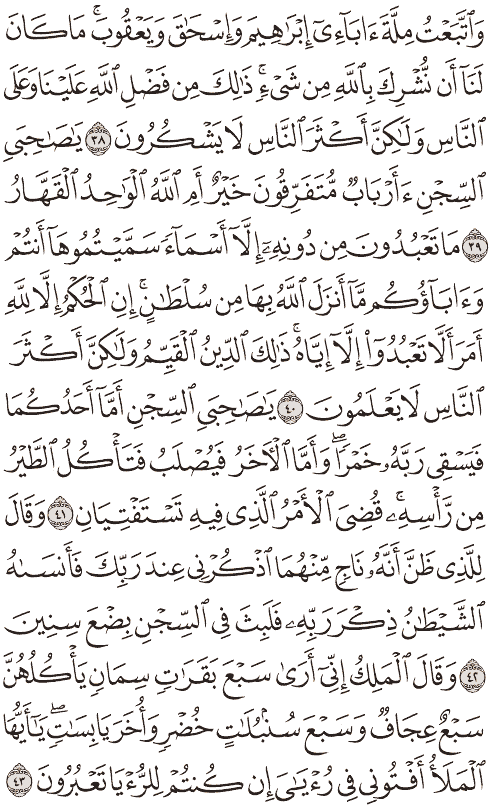 وَٱتَّبَعۡتُ مِلَّةَ ءَابَآءِيٓ إِبۡرَٰهِيمَ وَإِسۡحَٰقَ وَيَعۡقُوبَۚ مَا كَانَ
لَنَآ أَن نُّشۡرِكَ بِٱللَّهِ مِن شَيۡءٖۚ ذَٰلِكَ مِن فَضۡلِ ٱللَّهِ عَلَيۡنَا وَعَلَى
ٱلنَّاسِ وَلَٰكِنَّ أَكۡثَرَ ٱلنَّاسِ لَا يَشۡكُرُونَ ٣٨ يَٰصَٰحِبَيِ
ٱلسِّجۡنِ ءَأَرۡبَابٞ مُّتَفَرِّقُونَ خَيۡرٌ أَمِ ٱللَّهُ ٱلۡوَٰحِدُ ٱلۡقَهَّارُ
٣٩ مَا تَعۡبُدُونَ مِن دُونِهِۦٓ إِلَّآ أَسۡمَآءٗ سَمَّيۡتُمُوهَآ أَنتُمۡ
وَءَابَآؤُكُم مَّآ أَنزَلَ ٱللَّهُ بِهَا مِن سُلۡطَٰنٍۚ إِنِ ٱلۡحُكۡمُ إِلَّا لِلَّهِ
أَمَرَ أَلَّا تَعۡبُدُوٓاْ إِلَّآ إِيَّاهُۚ ذَٰلِكَ ٱلدِّينُ ٱلۡقَيِّمُ وَلَٰكِنَّ أَكۡثَرَ
ٱلنَّاسِ لَا يَعۡلَمُونَ ٤٠ يَٰصَٰحِبَيِ ٱلسِّجۡنِ أَمَّآ أَحَدُكُمَا
فَيَسۡقِي رَبَّهُۥ خَمۡرٗاۖ وَأَمَّا ٱلۡأٓخَرُ فَيُصۡلَبُ فَتَأۡكُلُ ٱلطَّيۡرُ
مِن رَّأۡسِهِۦۚ قُضِيَ ٱلۡأَمۡرُ ٱلَّذِي فِيهِ تَسۡتَفۡتِيَانِ ٤١ وَقَالَ
لِلَّذِي ظَنَّ أَنَّهُۥ نَاجٖ مِّنۡهُمَا ٱذۡكُرۡنِي عِندَ رَبِّكَ فَأَنسَىٰهُ
ٱلشَّيۡطَٰنُ ذِكۡرَ رَبِّهِۦ فَلَبِثَ فِي ٱلسِّجۡنِ بِضۡعَ سِنِينَ
٤٢ وَقَالَ ٱلۡمَلِكُ إِنِّيٓ أَرَىٰ سَبۡعَ بَقَرَٰتٖ سِمَانٖ يَأۡكُلُهُنَّ
سَبۡعٌ عِجَافٞ وَسَبۡعَ سُنۢبُلَٰتٍ خُضۡرٖ وَأُخَرَ يَابِسَٰتٖۖ يَٰٓأَيُّهَا
ٱلۡمَلَأُ أَفۡتُونِي فِي رُءۡيَٰيَ إِن كُنتُمۡ لِلرُّءۡيَا تَعۡبُرُونَ ٤٣